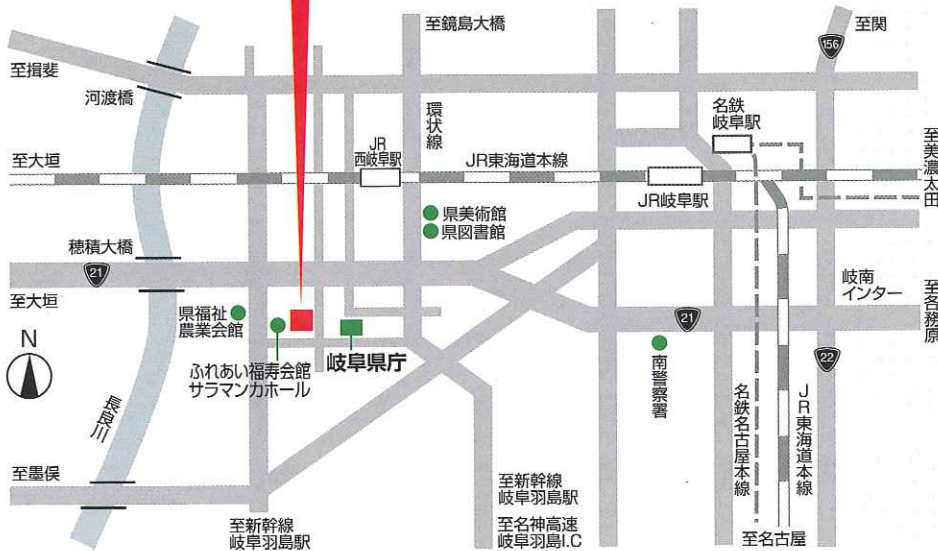 至鏡島大橋
至関
156
至揖斐
河渡橋
環状線
名鉄
岐阜駅
至大垣
JR
西岐阜駅
JR東海道本線
至美濃太田
JR岐阜駅
県美術館
県図書館
穂積大橋
21
至大垣
岐南
インター
至各務原
県福祉
農業会館
21
N
ふれあい福寿会館
サラマンカホール
岐阜県庁
南警察署
22
長良川
名鉄名古屋本線
JR東海道本線
至墨俣
至新幹線
岐阜羽島駅
至新幹線
岐阜羽島駅
至名神高速
岐阜羽島I.C
至名古屋